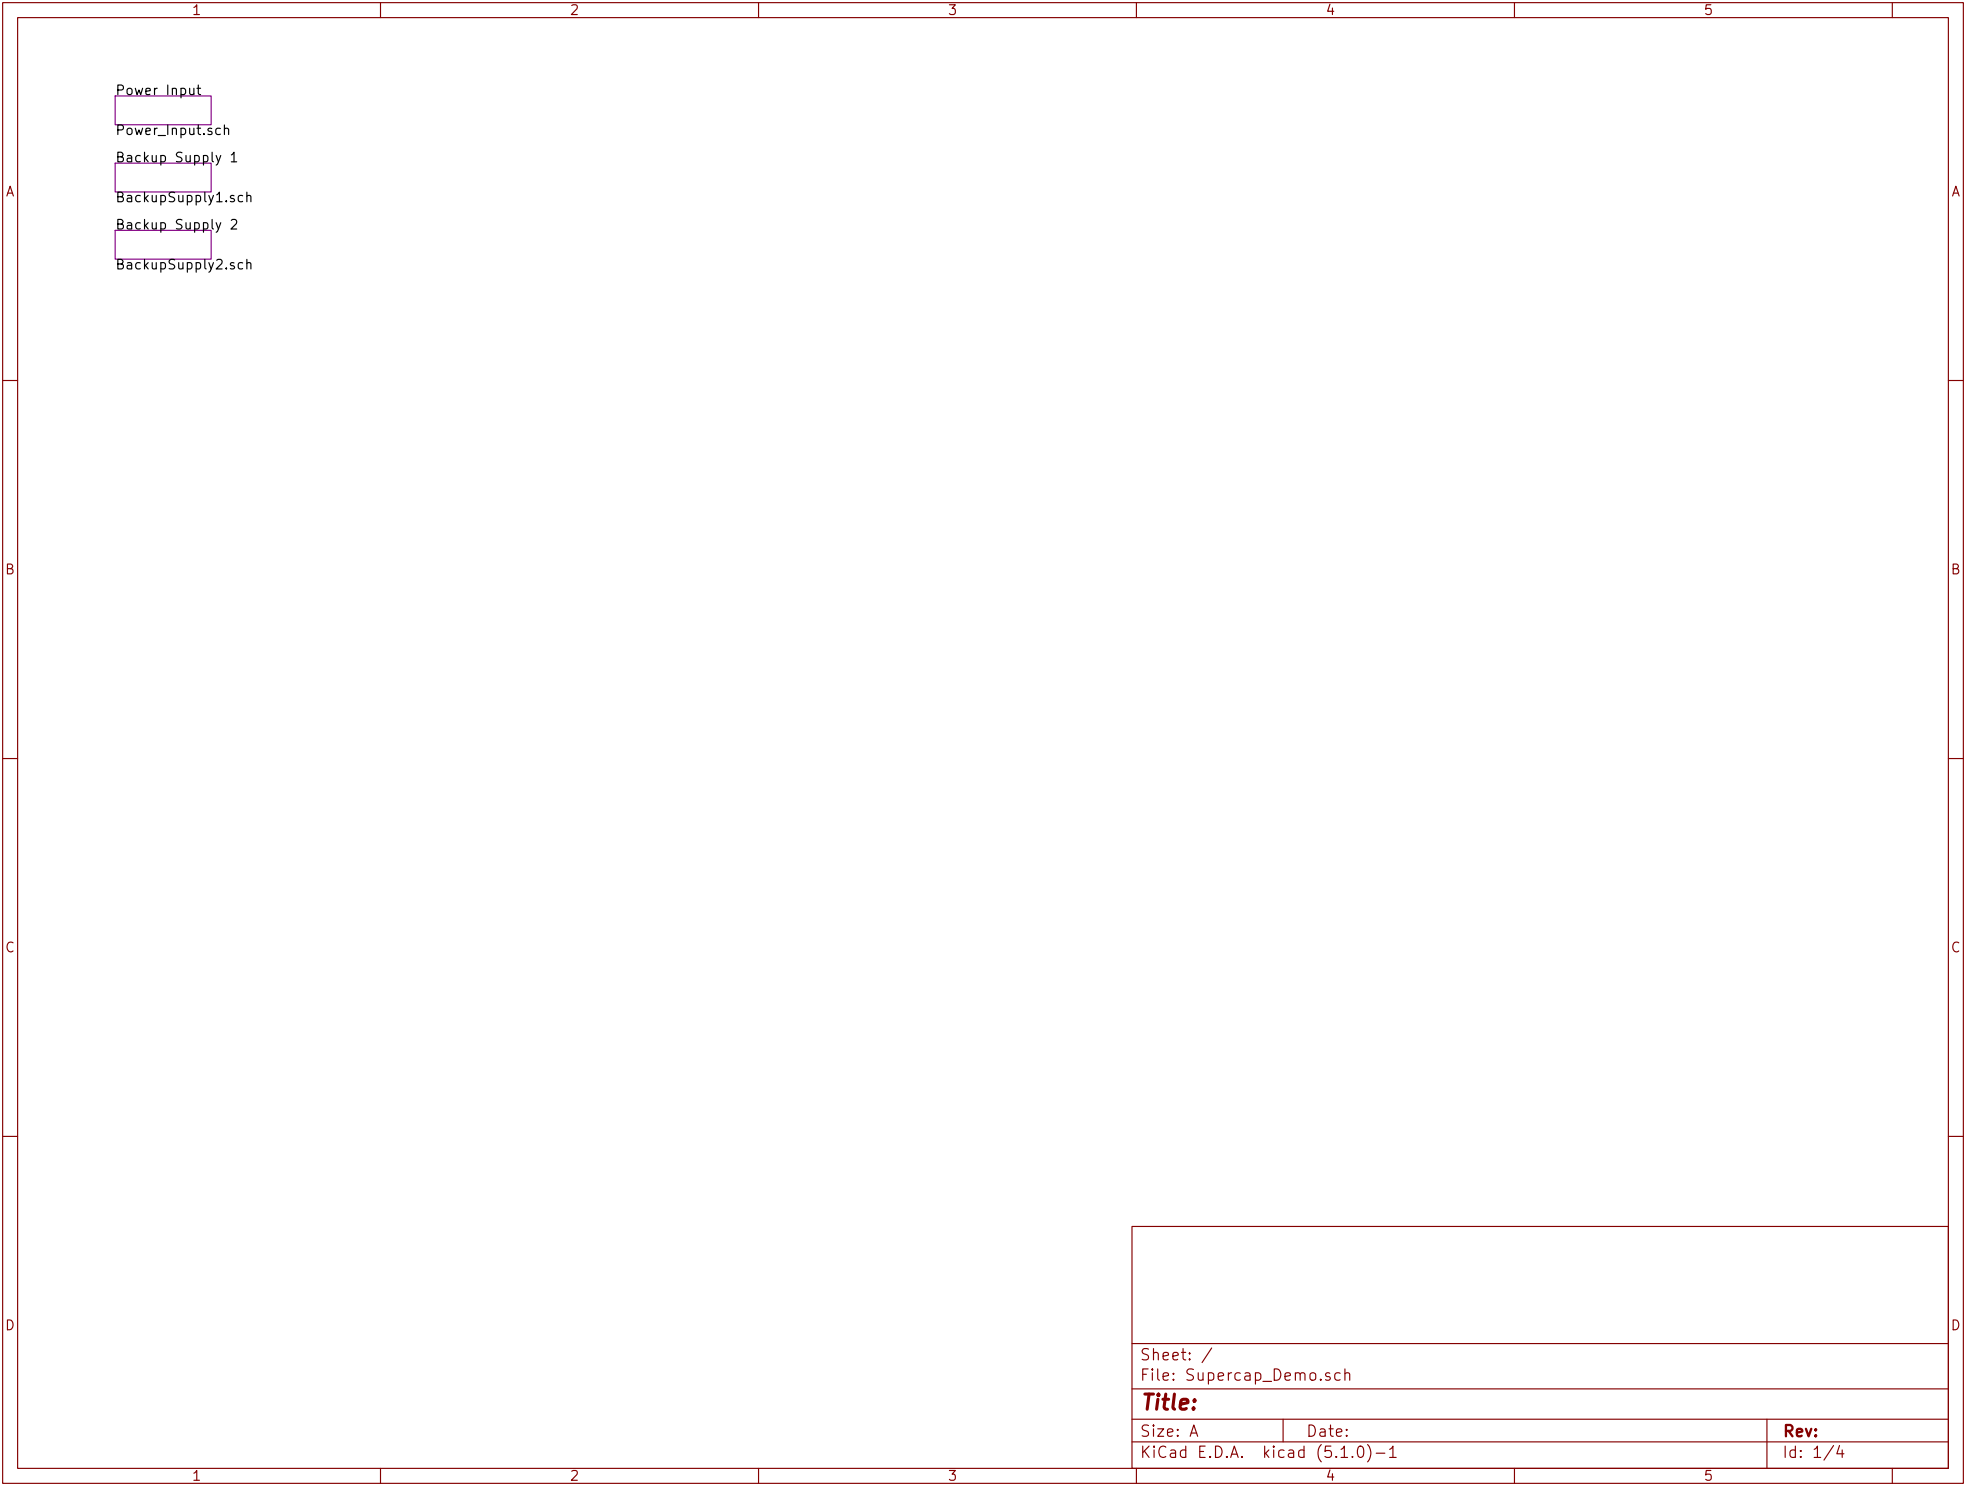 1 2 3 4 5
Power Input
Power_Input.sch
Backup Supply 1
A A
BackupSupply1.sch
Backup Supply 2
BackupSupply2.sch
B B
C C
D D
Sheet: /
File: Supercap_Demo.sch
Title:
Size: A Date: Rev:
KiCad E.D.A. kicad (5.1.0)-1 Id: 1/4
1 2 3 4 5